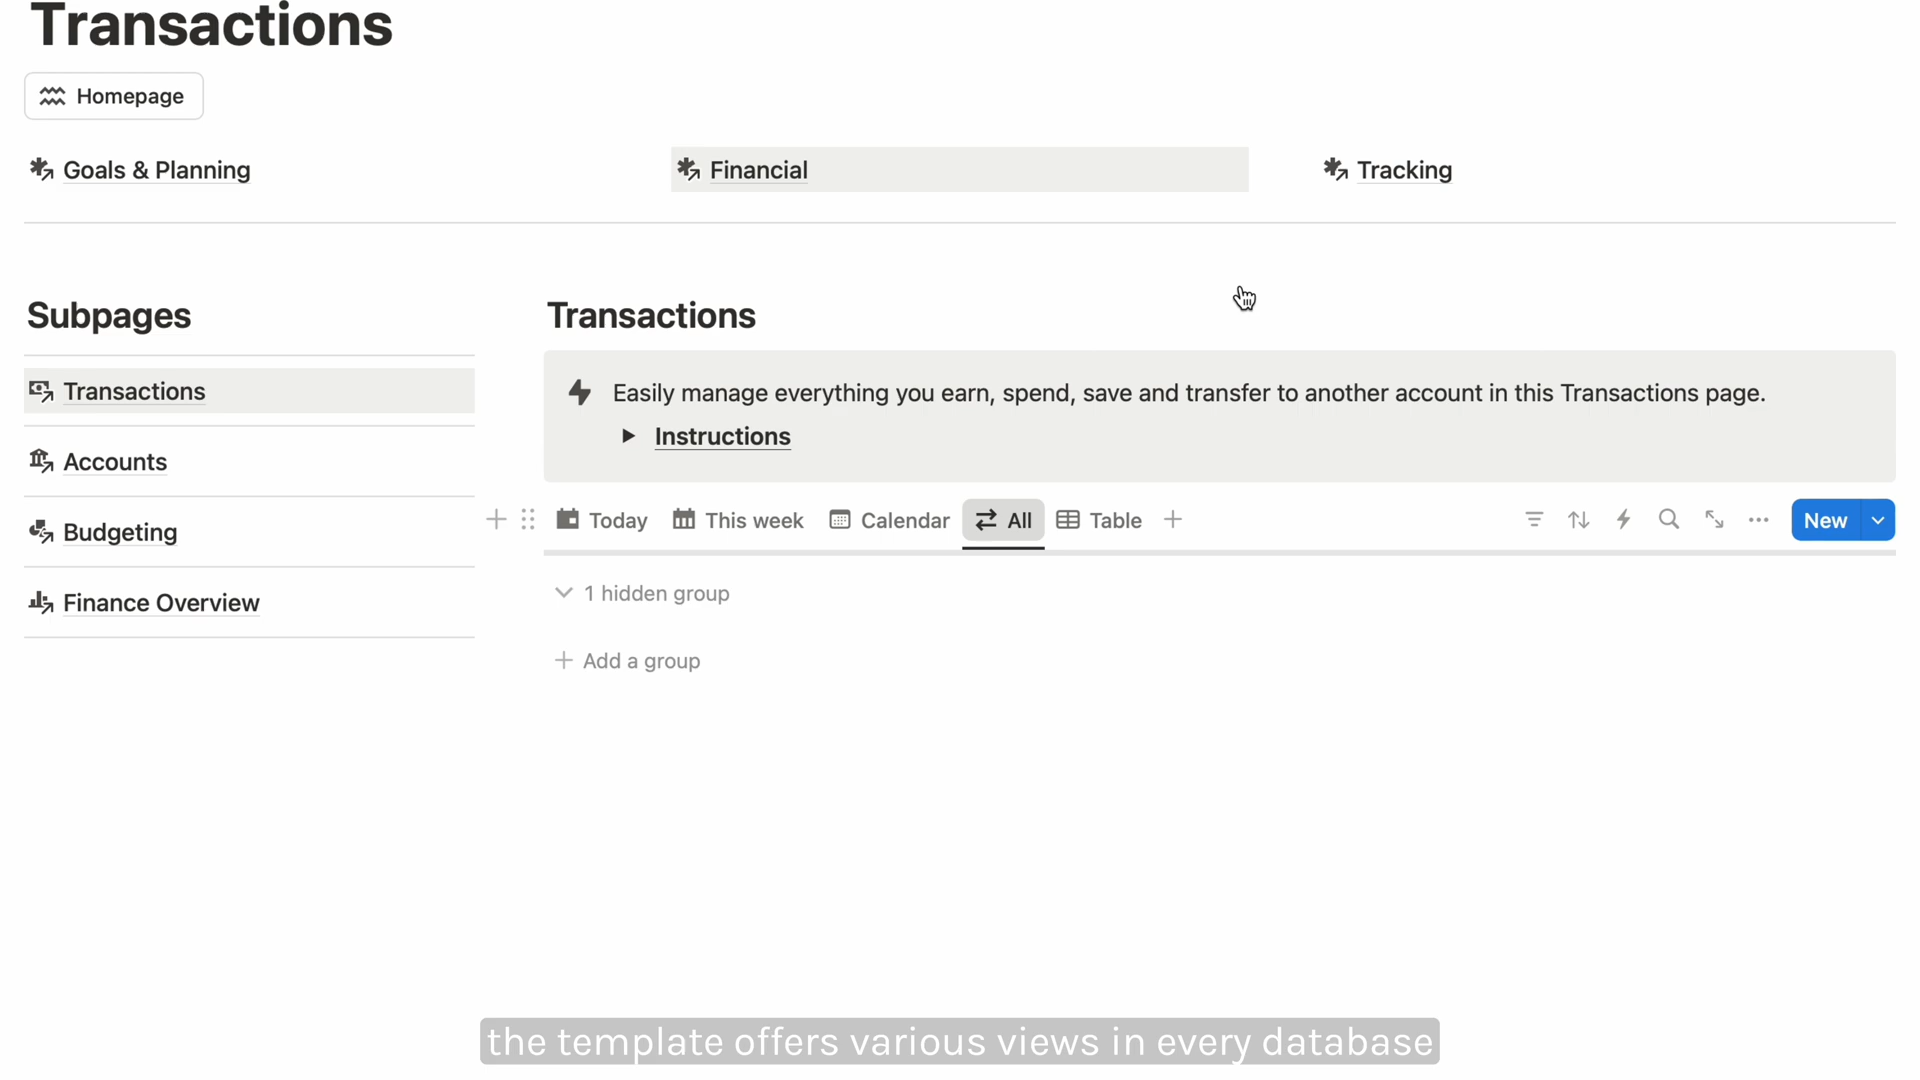 Transactions
Homepage
Goals & Planning
Financial
Tracking
Subpages
Transactions
Accounts
Budgeting
Finance Overview
Transactions
Easily manage everything you earn, spend, save and transfer to another account in this Transactions page.
Instructions
Today This week Calendar All Table New
1 hidden group
Add a group
the template offers various views in every database